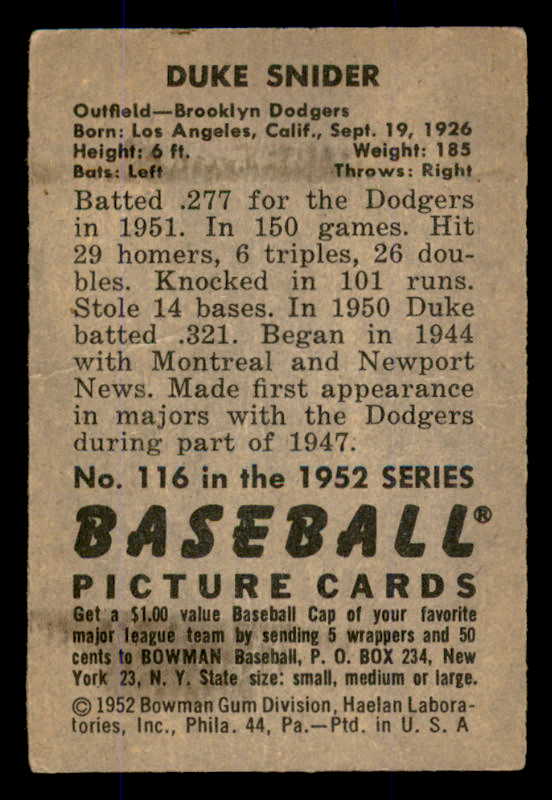 DUKE SNIDER
Outfield—Brooklyn Dodgers
Born: Los Angeles, Calif., Sept. 19, 1926
Height: 6 ft. Weight: 185
Bats: Left Throws: Right
Batted .277 for the Dodgers
in 1951. In 150 games. Hit
29 homers, 6 triples, 26 dou-
bles. Knocked in 101 runs.
Stole 14 bases. In 1950 Duke
batted .321. Began in 1944
with Montreal and Newport
News. Made first appearance
in majors with the Dodgers
during part of 1947.
No. 116 in the 1952 SERIES
BASEBALL®
PICTURE CARDS
Get a $1.00 value Baseball Cap of your favorite
major league team by sending 5 wrappers and 50
cents to BOWMAN Baseball, P. O. BOX 234, New
York 23, N. Y. State size: small, medium or large.
© 1952 Bowman Gum Division, Haelan Labora-
tories, Inc., Phila. 44, Pa.—Ptd. in U. S. A